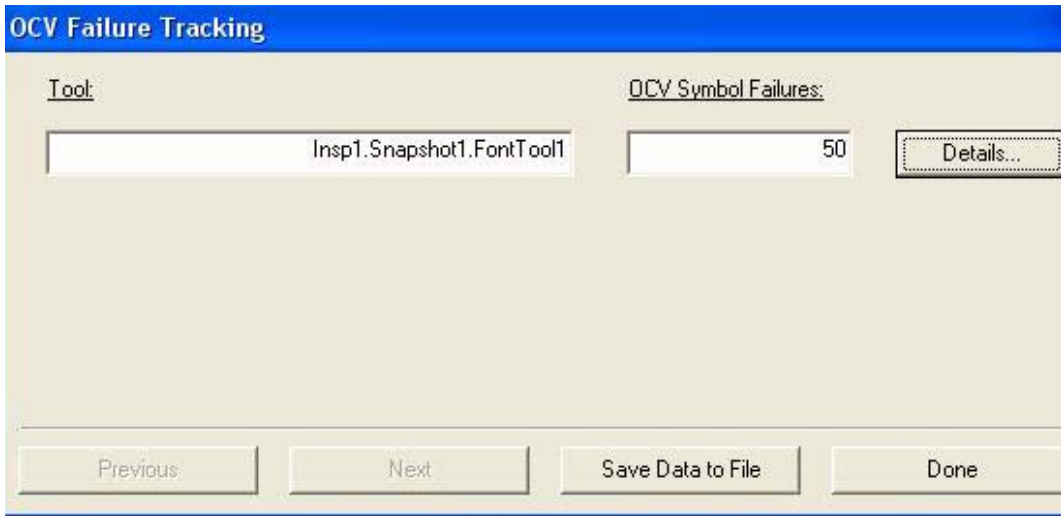 OCV Failure Tracking
Tool: OCV Symbol Failures:
Insp1.Snapshot1.FontTool1 50 Details...
Previous Next Save Data to File Done